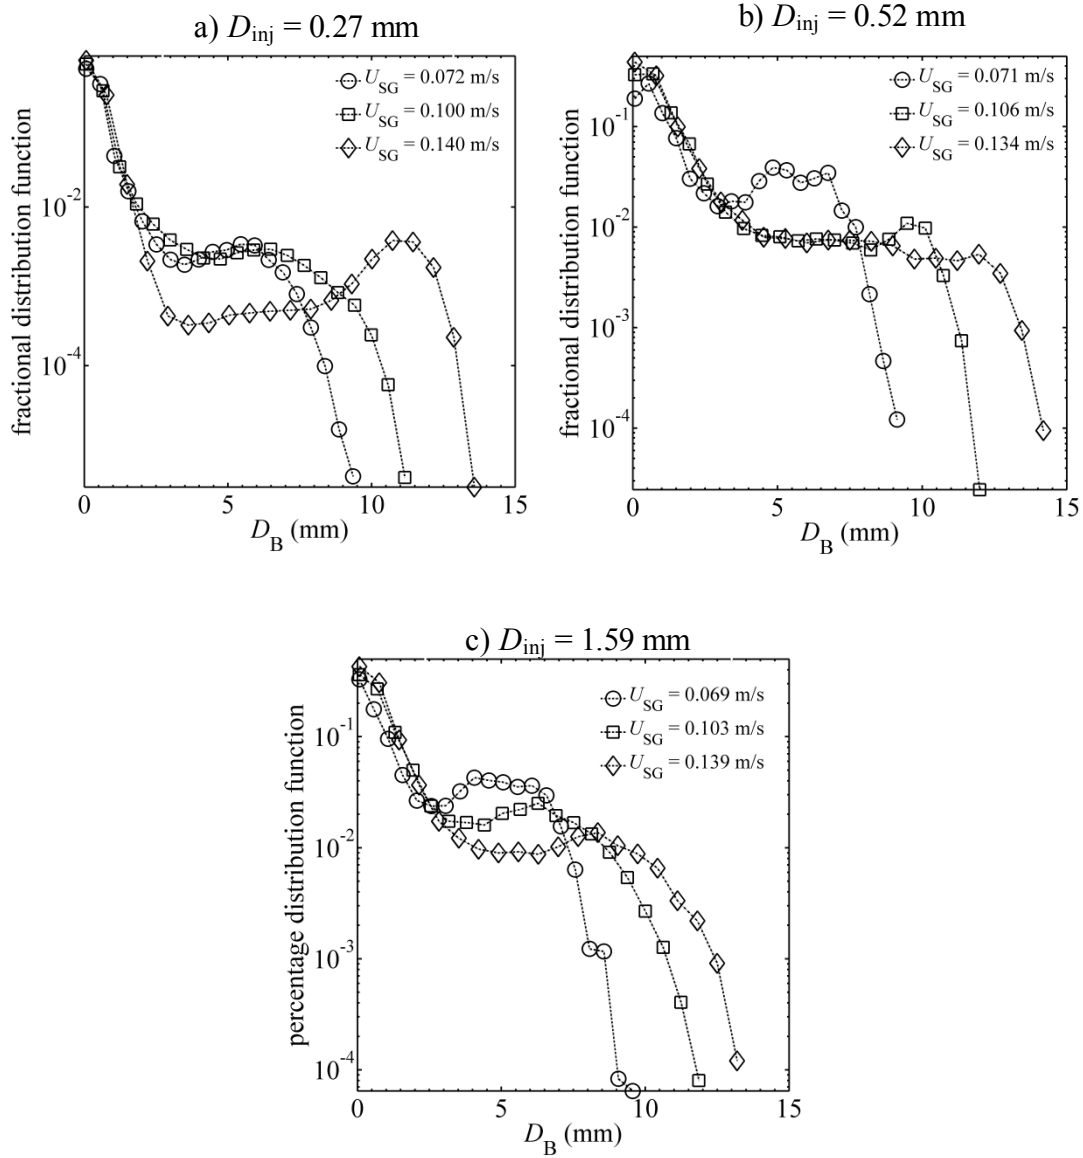 a) D_inj = 0.27 mm
U_SG = 0.072 m/s
U_SG = 0.100 m/s
U_SG = 0.140 m/s
fractional distribution function
10^-2
10^-4
0 5 10 15
D_B (mm)
b) D_inj = 0.52 mm
U_SG = 0.071 m/s
U_SG = 0.106 m/s
U_SG = 0.134 m/s
fractional distribution function
10^-1
10^-2
10^-3
10^-4
0 5 10 15
D_B (mm)
c) D_inj = 1.59 mm
U_SG = 0.069 m/s
U_SG = 0.103 m/s
U_SG = 0.139 m/s
percentage distribution function
10^-1
10^-2
10^-3
10^-4
0 5 10 15
D_B (mm)